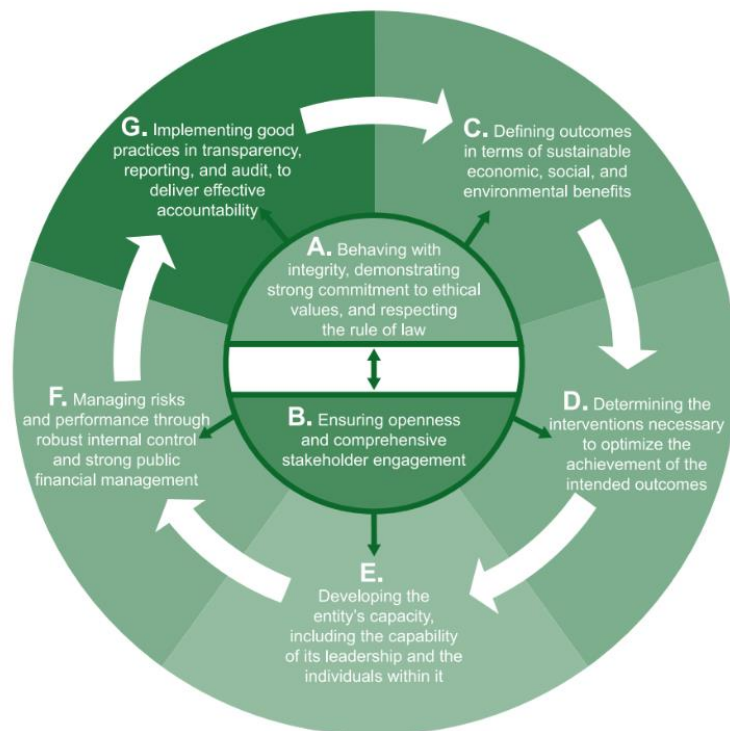 G. Implementing good
practices in transparency,
reporting, and audit, to
deliver effective
accountability
C. Defining outcomes
in terms of sustainable
economic, social, and
environmental benefits
A. Behaving with
integrity, demonstrating
strong commitment to ethical
values, and respecting
the rule of law
B. Ensuring openness
and comprehensive
stakeholder engagement
F. Managing risks
and performance through
robust internal control
and strong public
financial management
D. Determining the
interventions necessary
to optimize the
achievement of the
intended outcomes
E.
Developing the
entity's capacity,
including the capability
of its leadership and the
individuals within it